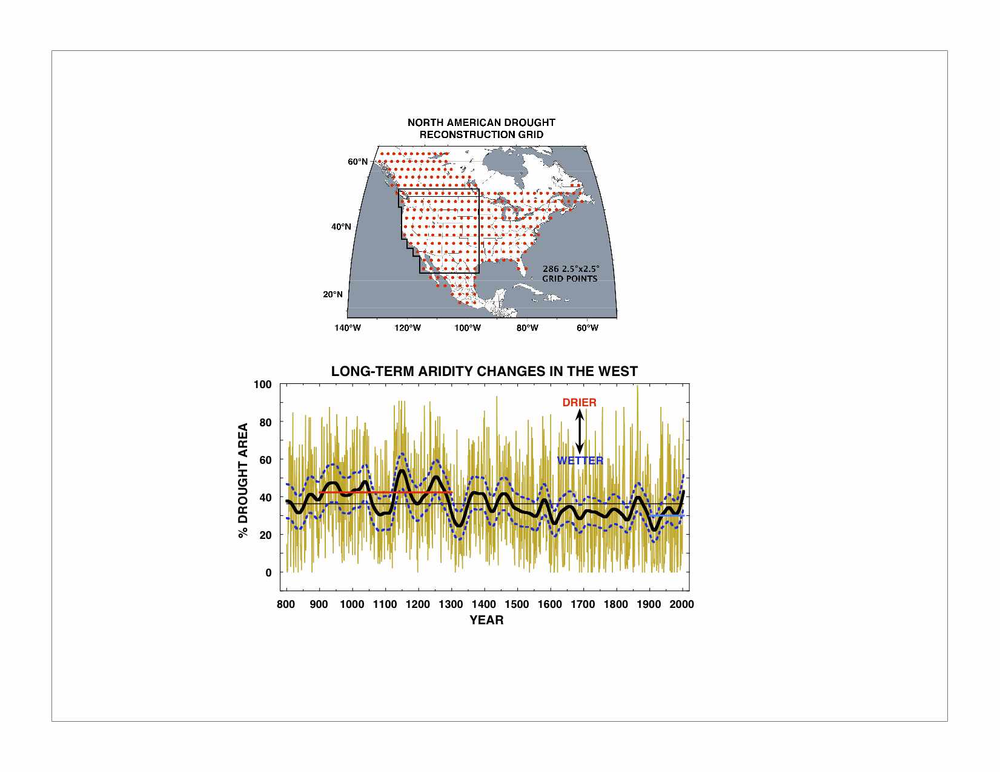 NORTH AMERICAN DROUGHT
RECONSTRUCTION GRID
60°N
40°N
20°N
286 2.5°x2.5°
GRID POINTS
140°W 120°W 100°W 80°W 60°W
LONG-TERM ARIDITY CHANGES IN THE WEST
100
80
60
40
20
0
% DROUGHT AREA
DRIER
WETTER
800 900 1000 1100 1200 1300 1400 1500 1600 1700 1800 1900 2000
YEAR